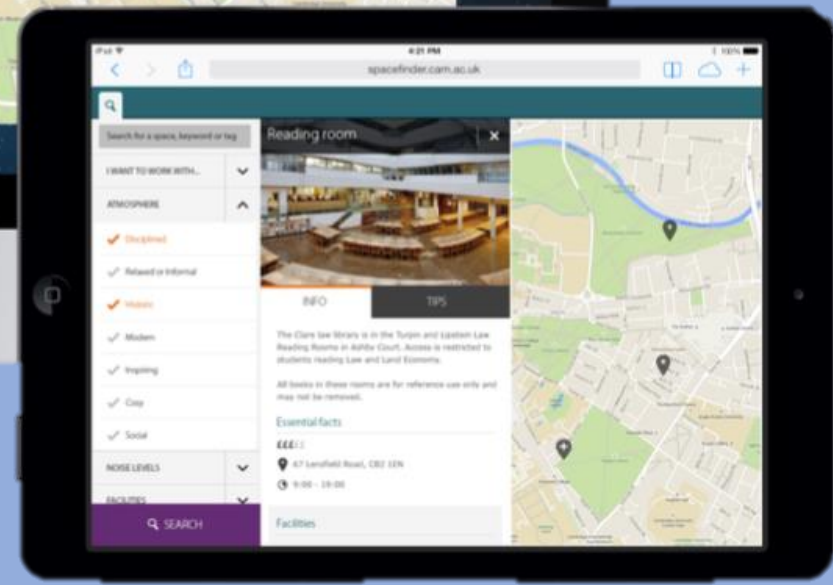 iPad
4:21 PM
100%
spacefinder.cam.ac.uk
Search for a space, keyword or tag
I WANT TO WORK WITH...
ATMOSPHERE
Disciplined
Relaxed or Informal
Historic
Modern
Inspiring
Cosy
Social
NOISE LEVELS
FACILITIES
SEARCH
Reading room
INFO
TIPS
The Clare law library is in the Turpin and Lipstein Law
Reading Rooms in Ashby Court. Access is restricted to
students reading Law and Land Economy.
All books in these rooms are for reference use only and
may not be removed.
Essential facts
£££££
67 Lensfield Road, CB2 1EN
9:00 - 19:00
Facilities